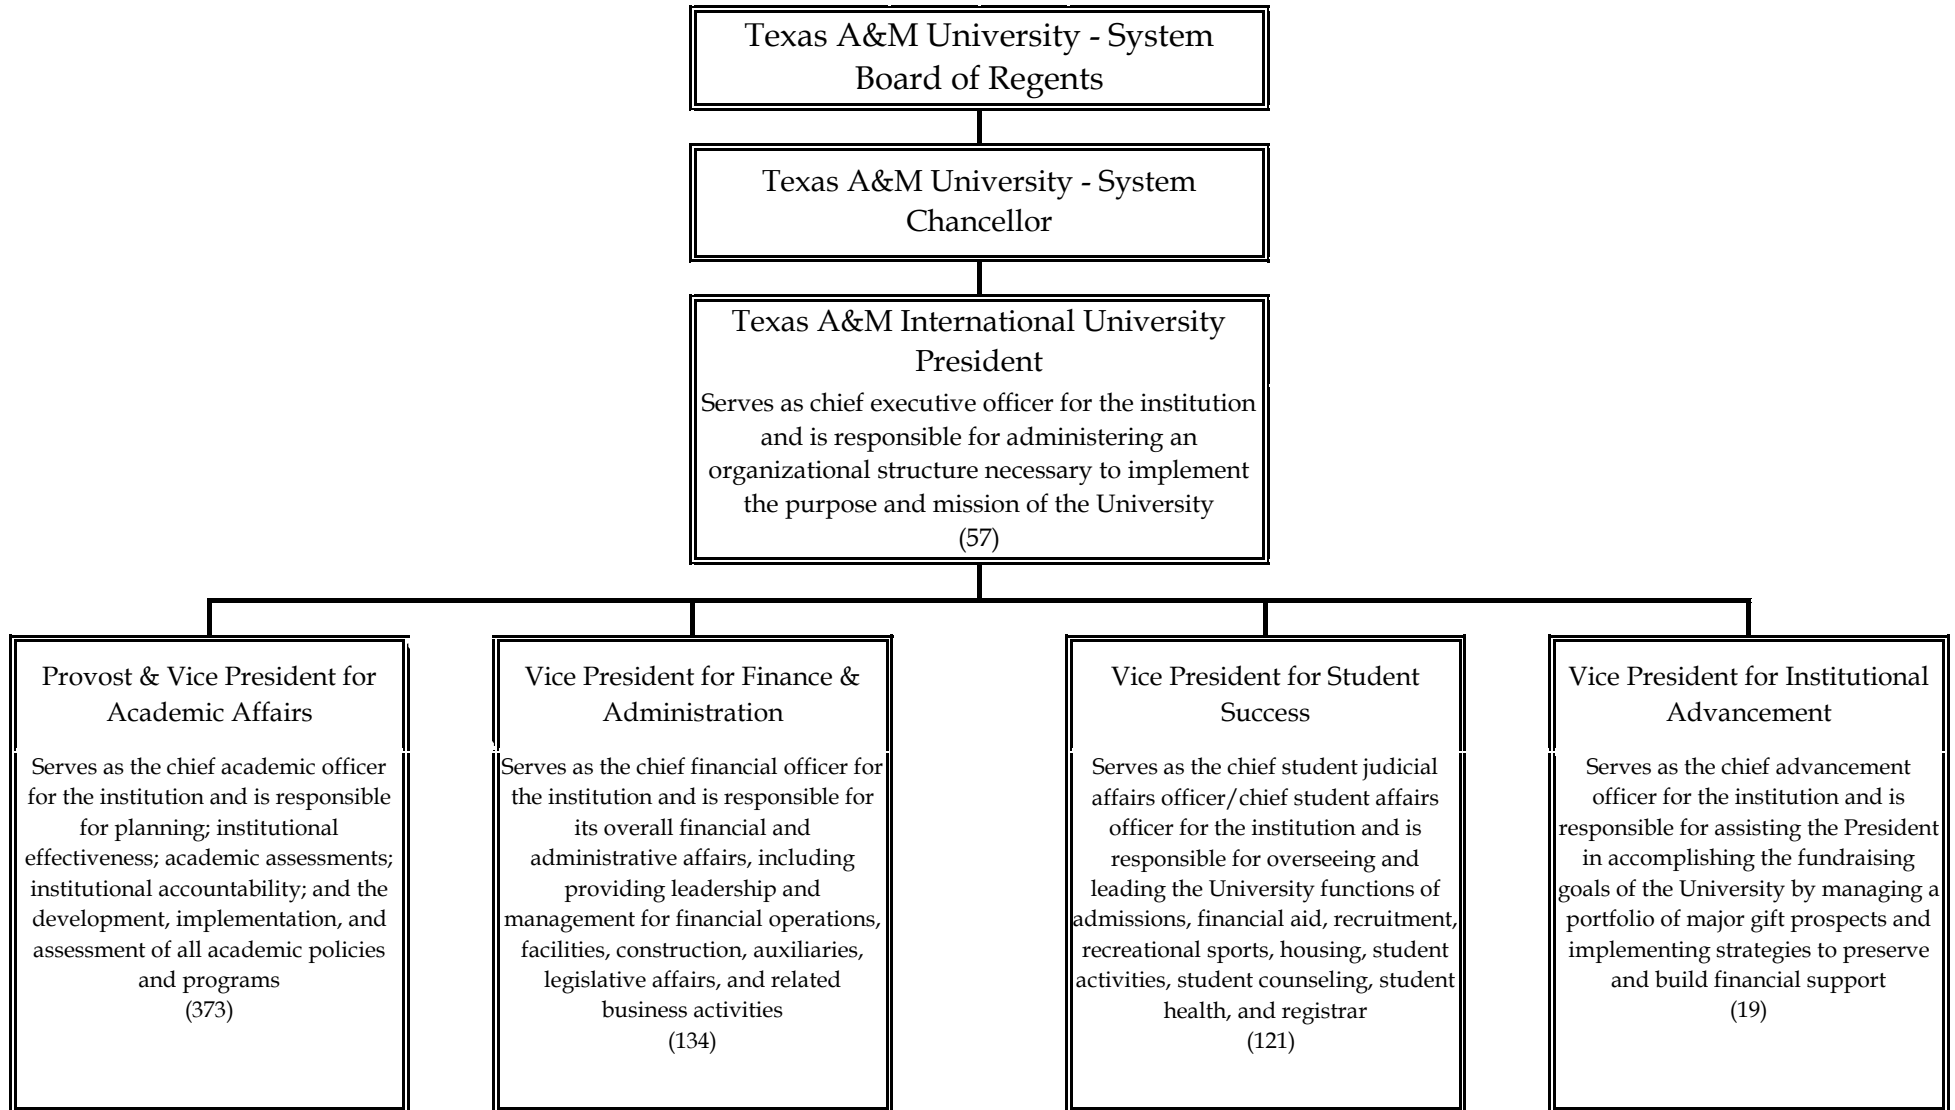 Texas A&M University - System
Board of Regents
Texas A&M University - System
Chancellor
Texas A&M International University
President
Serves as chief executive officer for the institution
and is responsible for administering an
organizational structure necessary to implement
the purpose and mission of the University
(57)
Provost & Vice President for
Academic Affairs
Serves as the chief academic officer
for the institution and is responsible
for planning; institutional
effectiveness; academic assessments;
institutional accountability; and the
development, implementation, and
assessment of all academic policies
and programs
(373)
Vice President for Finance &
Administration
Serves as the chief financial officer for
the institution and is responsible for
its overall financial and
administrative affairs, including
providing leadership and
management for financial operations,
facilities, construction, auxiliaries,
legislative affairs, and related
business activities
(134)
Vice President for Student
Success
Serves as the chief student judicial
affairs officer/chief student affairs
officer for the institution and is
responsible for overseeing and
leading the University functions of
admissions, financial aid, recruitment,
recreational sports, housing, student
activities, student counseling, student
health, and registrar
(121)
Vice President for Institutional
Advancement
Serves as the chief advancement
officer for the institution and is
responsible for assisting the President
in accomplishing the fundraising
goals of the University by managing a
portfolio of major gift prospects and
implementing strategies to preserve
and build financial support
(19)